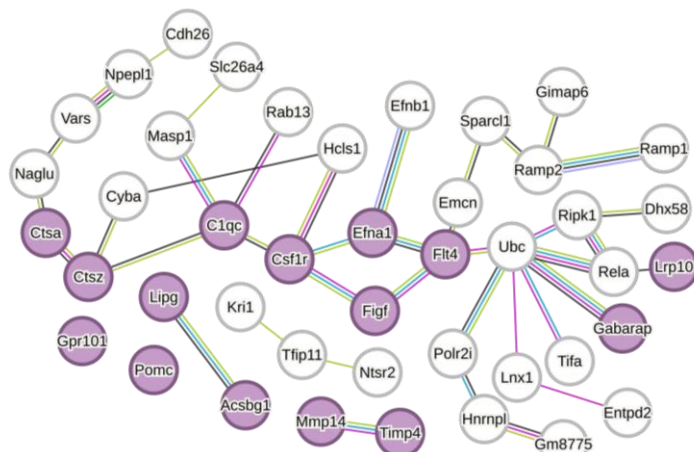 Cdh26
Npepl1
Slc26a4
Vars
Masp1
Rab13
Efnb1
Gimap6
Sparcl1
Hcls1
Ramp2
Ramp1
Naglu
Cyba
Emcn
Ripk1
Dhx58
Ctsa
C1qc
Efna1
Flt4
Ubc
Csf1r
Ctsz
Rela
Lrp10
Lipg
Kri1
Figf
Gabarap
Gpr101
Tfip11
Polr2i
Tifa
Pomc
Ntsr2
Lnx1
Acsbg1
Entpd2
Mmp14
Timp4
Hnrnpl
Gm8775